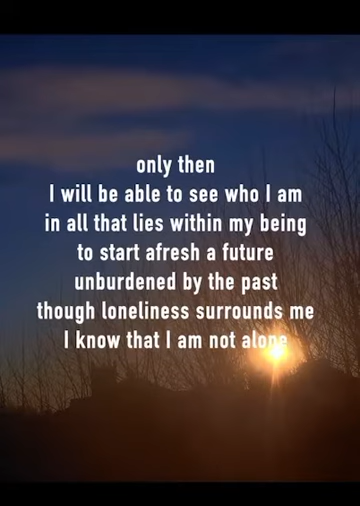 only then
I will be able to see who I am
in all that lies within my being
to start afresh a future
unburdened by the past
though loneliness surrounds me
I know that I am not alone